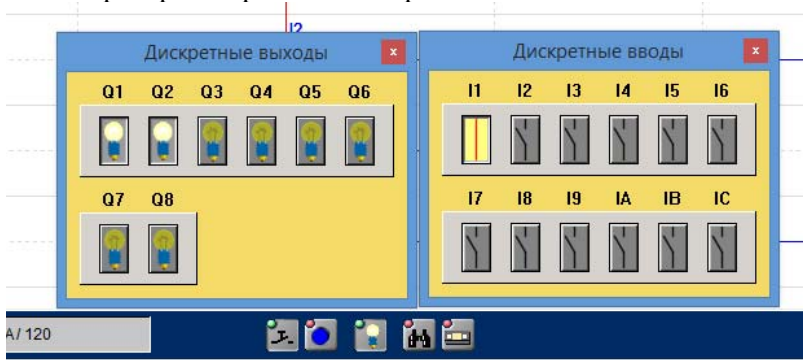 I2
Дискретные выходы x
Q1 Q2 Q3 Q4 Q5 Q6
Q7 Q8
Дискретные вводы x
I1 I2 I3 I4 I5 I6
I7 I8 I9 IA IB IC
A/ 120